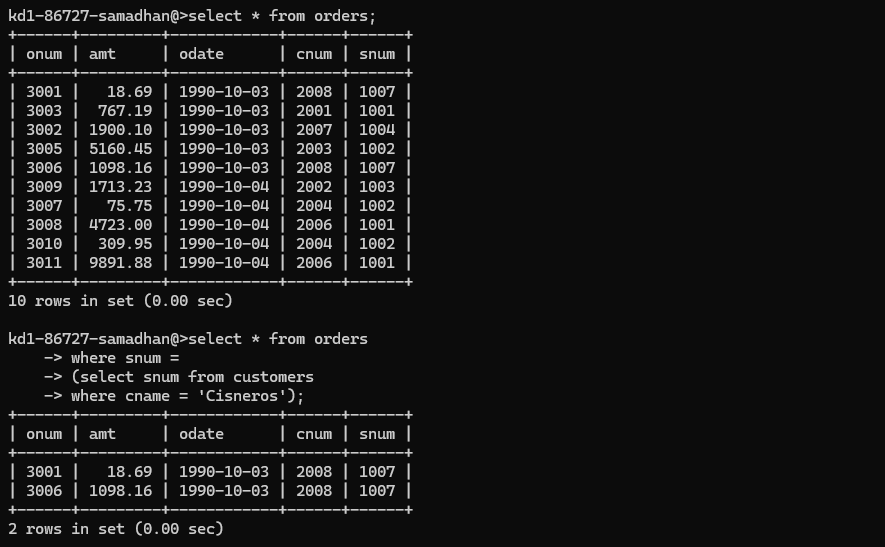 kd1-86727-samadhan@>select * from orders;
+------+---------+------------+------+------+
| onum | amt     | odate      | cnum | snum |
+------+---------+------------+------+------+
| 3001 |   18.69 | 1990-10-03 | 2008 | 1007 |
| 3003 |  767.19 | 1990-10-03 | 2001 | 1001 |
| 3002 | 1900.10 | 1990-10-03 | 2007 | 1004 |
| 3005 | 5160.45 | 1990-10-03 | 2003 | 1002 |
| 3006 | 1098.16 | 1990-10-03 | 2008 | 1007 |
| 3009 | 1713.23 | 1990-10-04 | 2002 | 1003 |
| 3007 |   75.75 | 1990-10-04 | 2004 | 1002 |
| 3008 | 4723.00 | 1990-10-04 | 2006 | 1001 |
| 3010 |  309.95 | 1990-10-04 | 2004 | 1002 |
| 3011 | 9891.88 | 1990-10-04 | 2006 | 1001 |
+------+---------+------------+------+------+
10 rows in set (0.00 sec)

kd1-86727-samadhan@>select * from orders
    -> where snum =
    -> (select snum from customers
    -> where cname = 'Cisneros');
+------+---------+------------+------+------+
| onum | amt     | odate      | cnum | snum |
+------+---------+------------+------+------+
| 3001 |   18.69 | 1990-10-03 | 2008 | 1007 |
| 3006 | 1098.16 | 1990-10-03 | 2008 | 1007 |
+------+---------+------------+------+------+
2 rows in set (0.00 sec)